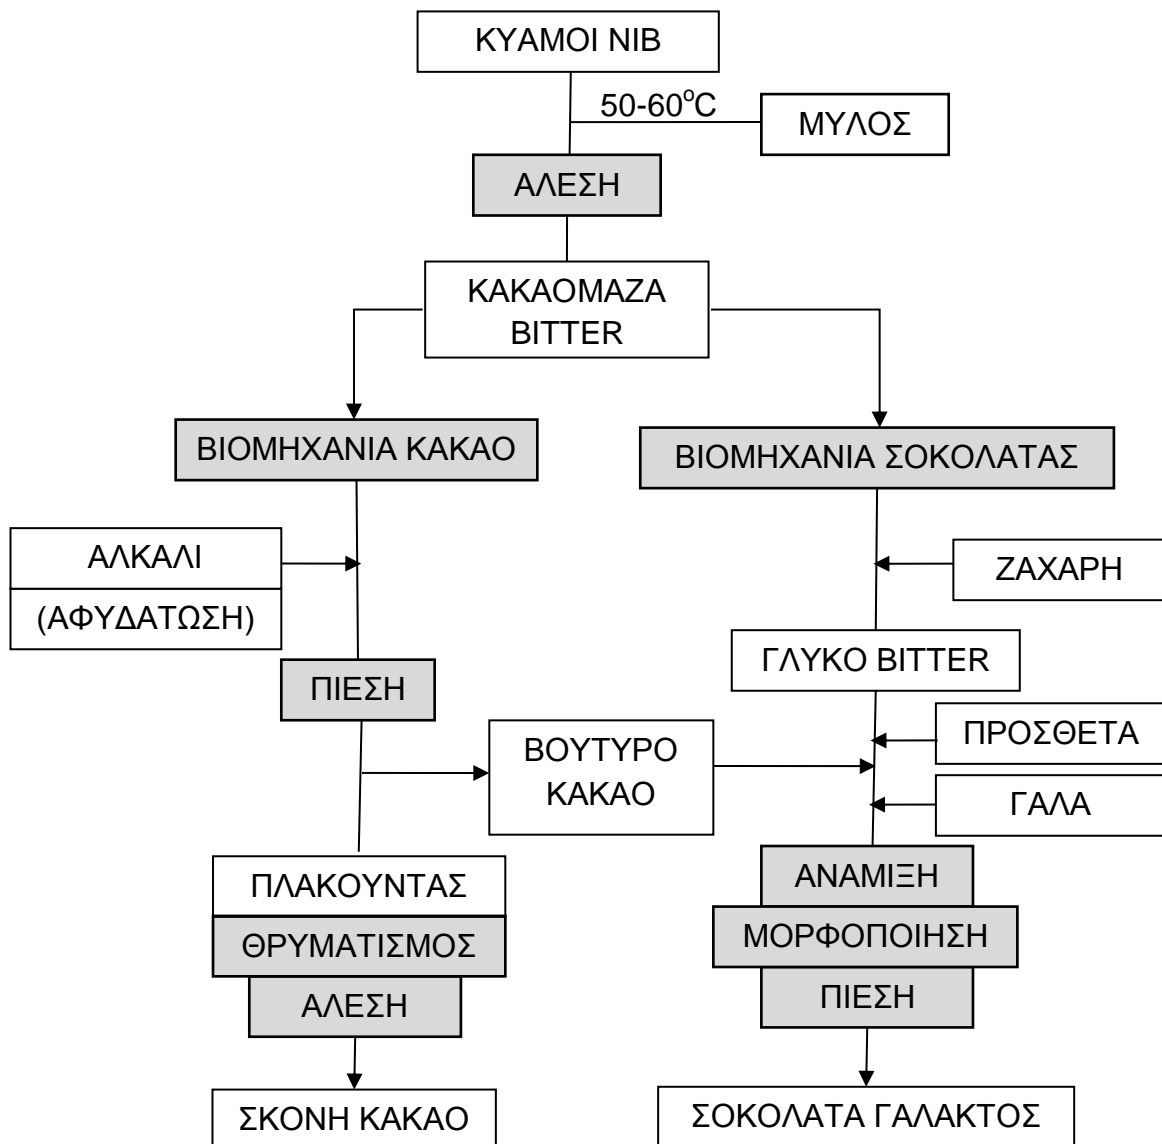 ΚΥΑΜΟΙ NIB
50-60°C
ΜΥΛΟΣ
ΑΛΕΣΗ
ΚΑΚΑΟΜΑΖΑ
BITTER
ΒΙΟΜΗΧΑΝΙΑ ΚΑΚΑΟ
ΒΙΟΜΗΧΑΝΙΑ ΣΟΚΟΛΑΤΑΣ
ΑΛΚΑΛΙ
(ΑΦΥΔΑΤΩΣΗ)
ΖΑΧΑΡΗ
ΓΛΥΚΟ BITTER
ΠΙΕΣΗ
ΒΟΥΤΥΡΟ
ΚΑΚΑΟ
ΠΡΟΣΘΕΤΑ
ΓΑΛΑ
ΠΛΑΚΟΥΝΤΑΣ
ΘΡΥΜΑΤΙΣΜΟΣ
ΑΛΕΣΗ
ΑΝΑΜΙΞΗ
ΜΟΡΦΟΠΟΙΗΣΗ
ΠΙΕΣΗ
ΣΚΟΝΗ ΚΑΚΑΟ
ΣΟΚΟΛΑΤΑ ΓΑΛΑΚΤΟΣ